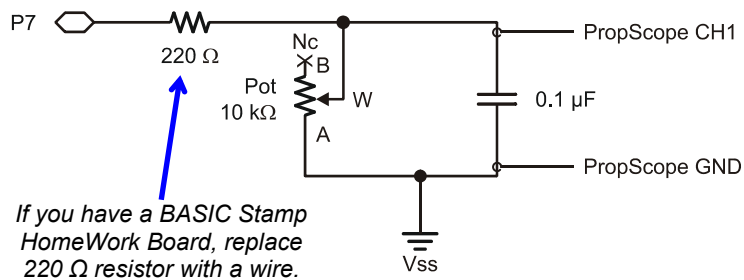 P7
220 Ω
Nc
B
Pot
10 kΩ
W
A
PropScope CH1
0.1 µF
PropScope GND
Vss
If you have a BASIC Stamp
HomeWork Board, replace
220 Ω resistor with a wire.